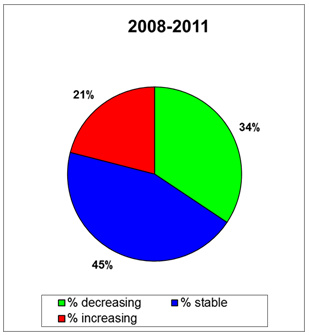 2008-2011
21%
34%
45%
% decreasing % stable
% increasing